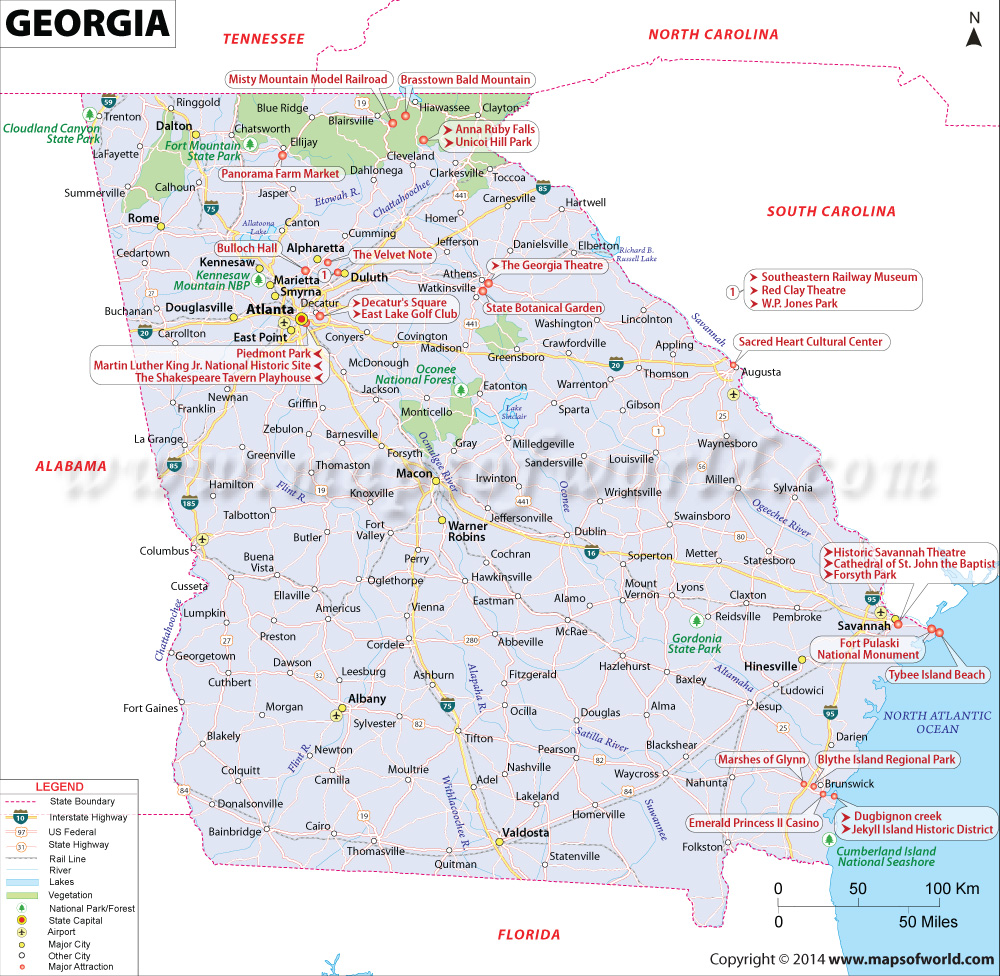 GEORGIA
N
TENNESSEE
NORTH CAROLINA
SOUTH CAROLINA
ALABAMA
FLORIDA
NORTH ATLANTIC
OCEAN
Misty Mountain Model Railroad
Brasstown Bald Mountain
59
Ringgold
Trenton
Cloudland Canyon
State Park
Dalton
Chatsworth
Blue Ridge
19
Blairsville
Hiawassee
Clayton
Anna Ruby Falls
Unicoi Hill Park
LaFayette
Fort Mountain
State Park
Ellijay
Cleveland
Clarkesville
Toccoa
Panorama Farm Market
Dahlonega
Summerville
Calhoun
75
Jasper
Etowah R.
Chattahoochee
441
85
Carnesville
Hartwell
Rome
Homer
Allatoona
Lake
Canton
Cumming
Jefferson
Danielsville
Elberton
Richard B.
Russell Lake
Cedartown
Bulloch Hall
Alpharetta
The Velvet Note
Kennesaw
Kennesaw
Mountain NBP
Marietta
Smyrna
1
Duluth
Athens
Watkinsville
The Georgia Theatre
State Botanical Garden
1
Southeastern Railway Museum
Red Clay Theatre
W.P. Jones Park
Buchanan
Douglasville
Atlanta
Decatur
Decatur's Square
East Lake Golf Club
441
Washington
Lincolnton
Savannah
20
Carrollton
East Point
Conyers
Covington
Madison
Greensboro
Crawfordville
Appling
Sacred Heart Cultural Center
Piedmont Park
Martin Luther King Jr. National Historic Site
The Shakespeare Tavern Playhouse
McDonough
Jackson
Oconee
National Forest
Eatonton
Warrenton
20
Thomson
Augusta
Newnan
Franklin
Griffin
Monticello
Lake
Sinclair
Sparta
Gibson
25
La Grange
Zebulon
Barnesville
Greenville
Forsyth
Ocmulgee River
Gray
Milledgeville
1
Waynesboro
85
Thomaston
Macon
Sandersville
Louisville
56
Millen
Sylvania
www.mapsofworld.com
Hamilton
185
Flint R.
19
Knoxville
Irwinton
Oconee
441
Wrightsville
Talbotton
Jeffersonville
Swainsboro
Ogeechee River
Butler
Fort
Valley
Warner
Robins
Dublin
80
Columbus
Buena
Vista
Perry
Cochran
16
Soperton
Metter
Statesboro
Historic Savannah Theatre
Cathedral of St. John the Baptist
Forsyth Park
Cusseta
Oglethorpe
Hawkinsville
Mount
Vernon
Lyons
Claxton
95
Ellaville
Americus
Vienna
Eastman
Alamo
Reidsville
Pembroke
Savannah
Chattahoochee
Lumpkin
27
Preston
Cordele
280
Abbeville
McRae
Gordonia
State Park
Fort Pulaski
National Monument
Tybee Island Beach
Georgetown
Dawson
32
Leesburg
Ashburn
Alapaha R.
Fitzgerald
Hazlehurst
Baxley
Altamaha
Hinesville
Ludowici
Cuthbert
Fort Gaines
Morgan
Albany
75
Ocilla
Douglas
Alma
Jesup
95
Sylvester
82
Blakely
Flint R.
Newton
Tifton
Satilla River
32
Darien
Pearson
Blackshear
Colquitt
Camilla
Moultrie
Nashville
82
Waycross
Nahunta
Marshes of Glynn
Blythe Island Regional Park
Brunswick
84
Donalsonville
Withlacoochee R.
Adel
Lakeland
Homerville
84
Suwannee
Emerald Princess II Casino
Dugbignon creek
Jekyll Island Historic District
Bainbridge
Cairo
Thomasville
Quitman
Valdosta
Statenville
Folkston
Cumberland Island
National Seashore
LEGEND
State Boundary
10 Interstate Highway
97 US Federal
31 State Highway
Rail Line
River
Lakes
Vegetation
National Park/Forest
State Capital
Airport
Major City
Other City
Major Attraction
0 50 100 Km
0 50 Miles
Copyright © 2014 www.mapsofworld.com